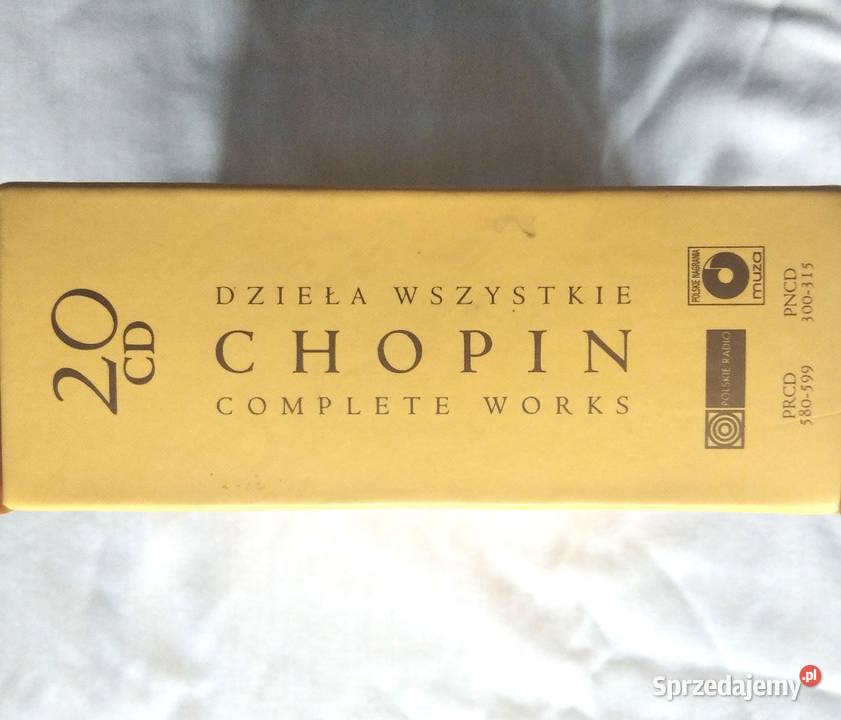 20
CD
DZIEŁA WSZYSTKIE
CHOPIN
COMPLETE WORKS
POLSKIE NAGRANIA
muza
POLSKIE RADIO
PNCD
300-315
PRCD
580-599
Sprzedajemy.pl